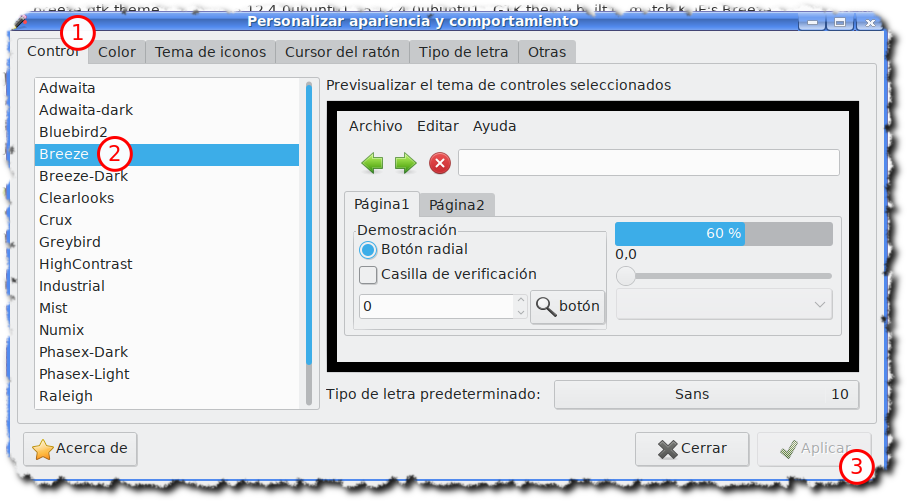 Personalizar apariencia y comportamiento
1
Control Color Tema de iconos Cursor del ratón Tipo de letra Otras
Adwaita
Adwaita-dark
Bluebird2
Breeze 2
Breeze-Dark
Clearlooks
Crux
Greybird
HighContrast
Industrial
Mist
Numix
Phasex-Dark
Phasex-Light
Raleigh
Previsualizar el tema de controles seleccionados
Archivo Editar Ayuda
Página1 Página2
Demostración
Botón radial
Casilla de verificación
0 botón
60 %
0,0
Tipo de letra predeterminado: Sans 10
Acerca de Cerrar Aplicar
3